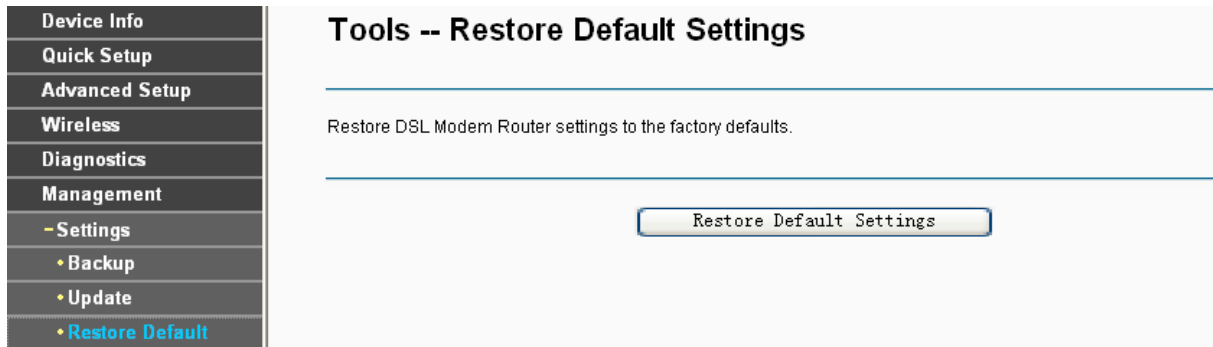 Device Info
Quick Setup
Advanced Setup
Wireless
Diagnostics
Management
-Settings
•Backup
•Update
•Restore Default
Tools -- Restore Default Settings
Restore DSL Modem Router settings to the factory defaults.
Restore Default Settings